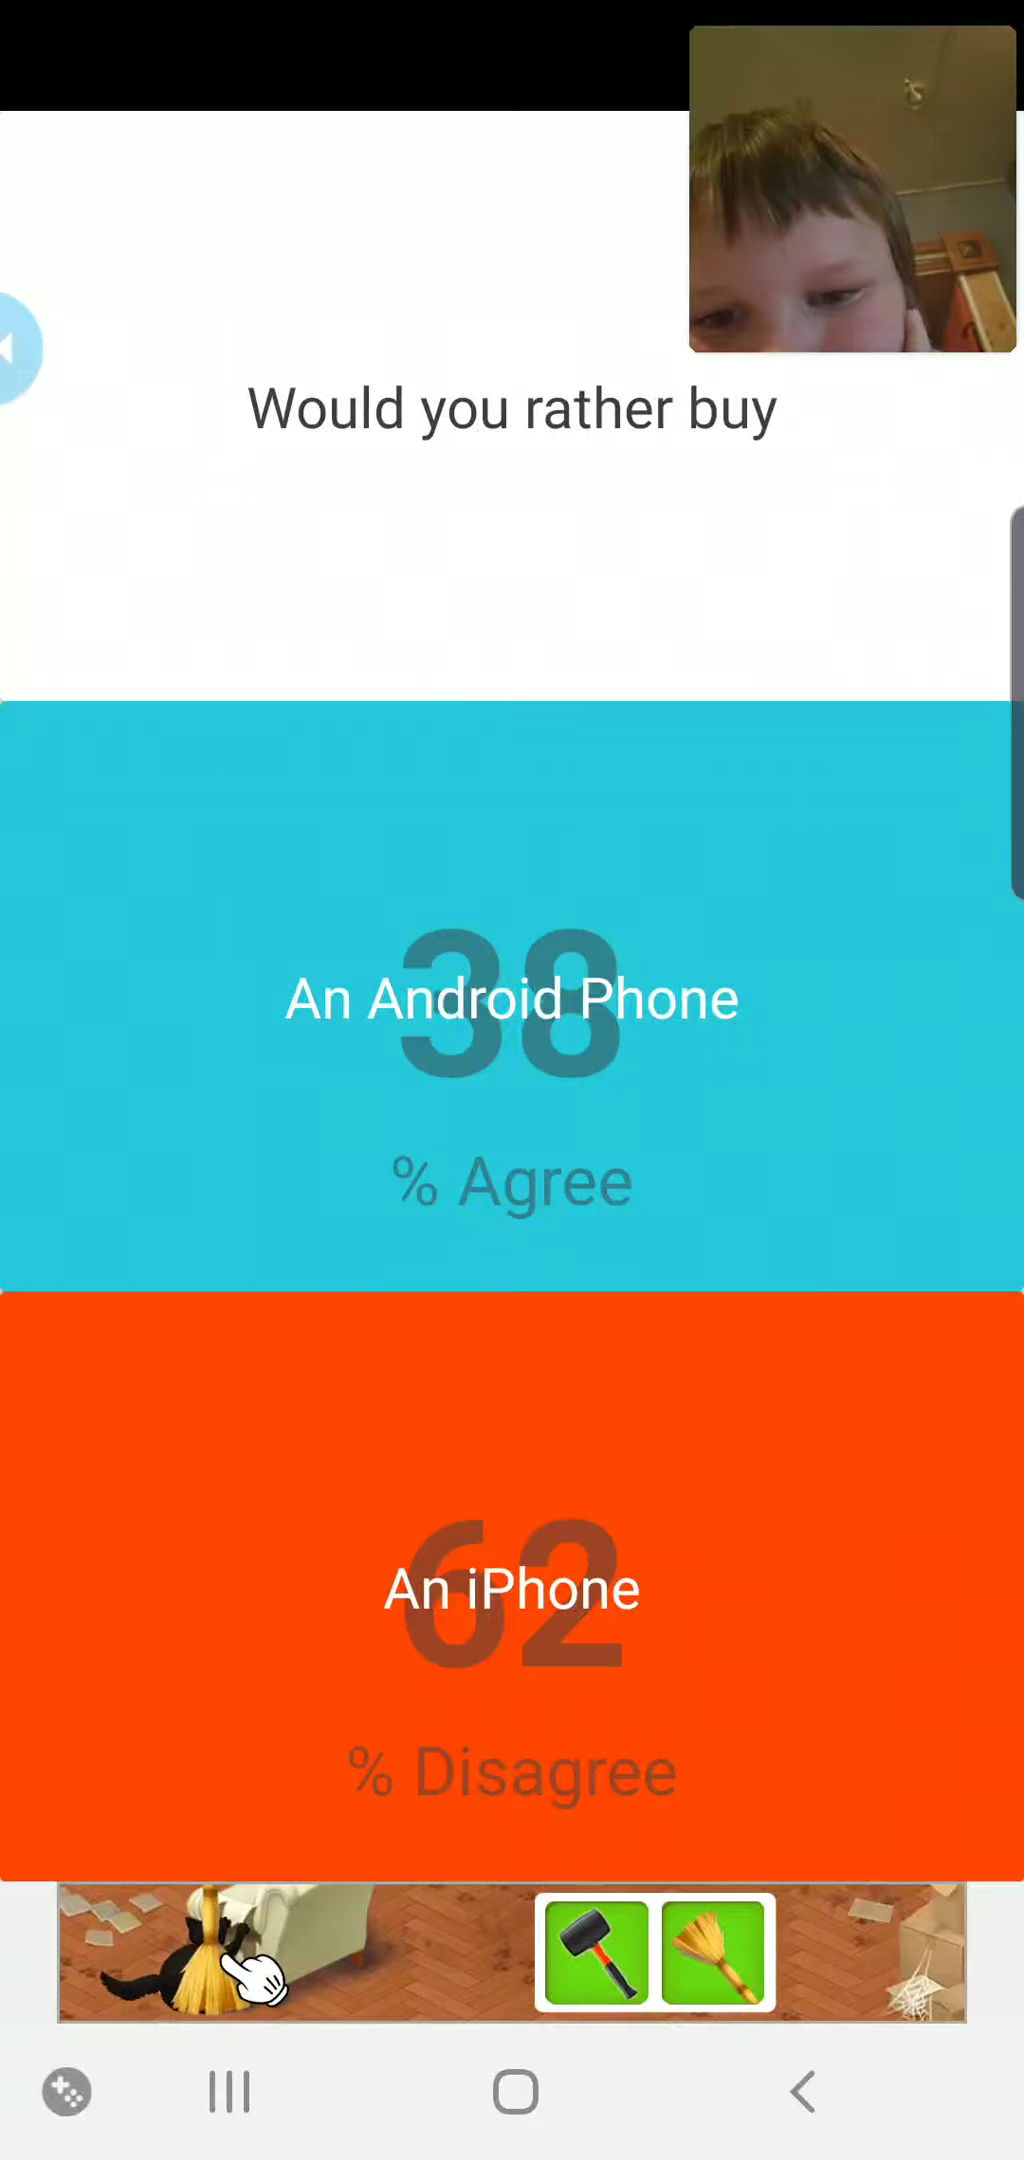 Would you rather buy
An Android Phone
38
% Agree
An iPhone
62
% Disagree